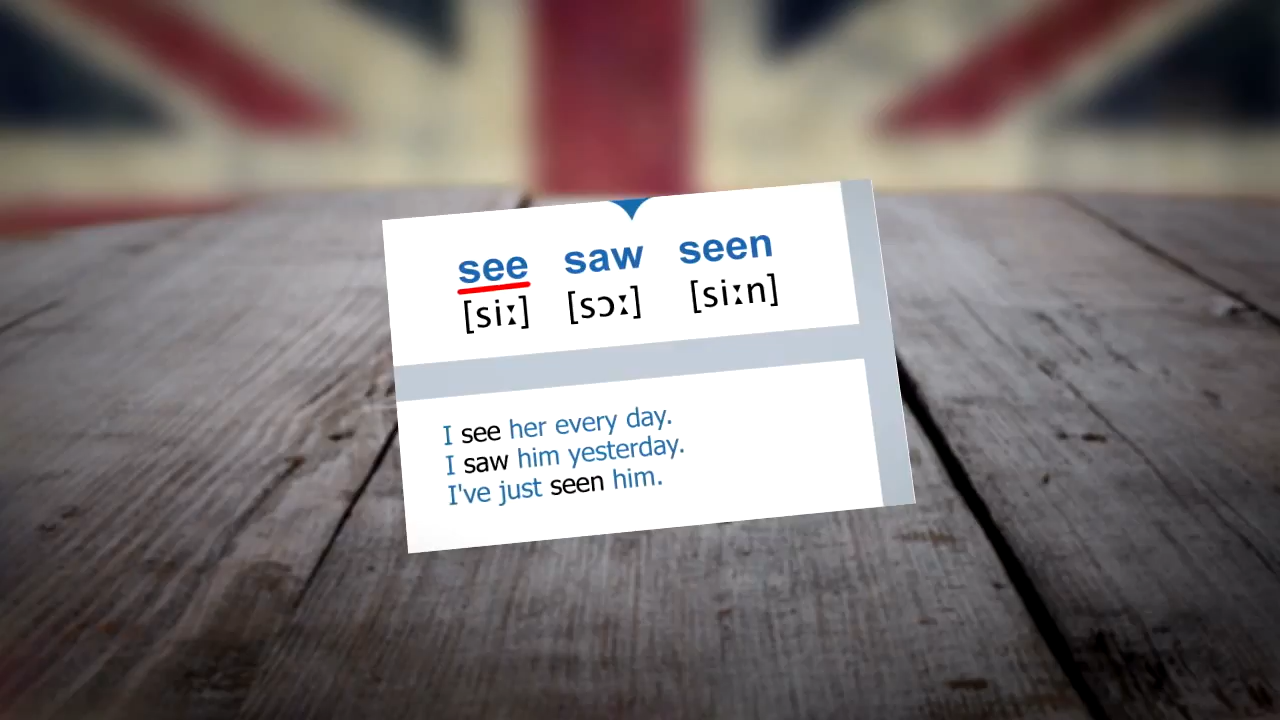 see saw seen
[siː] [sɔː] [siːn]
I see her every day.
I saw him yesterday.
I've just seen him.